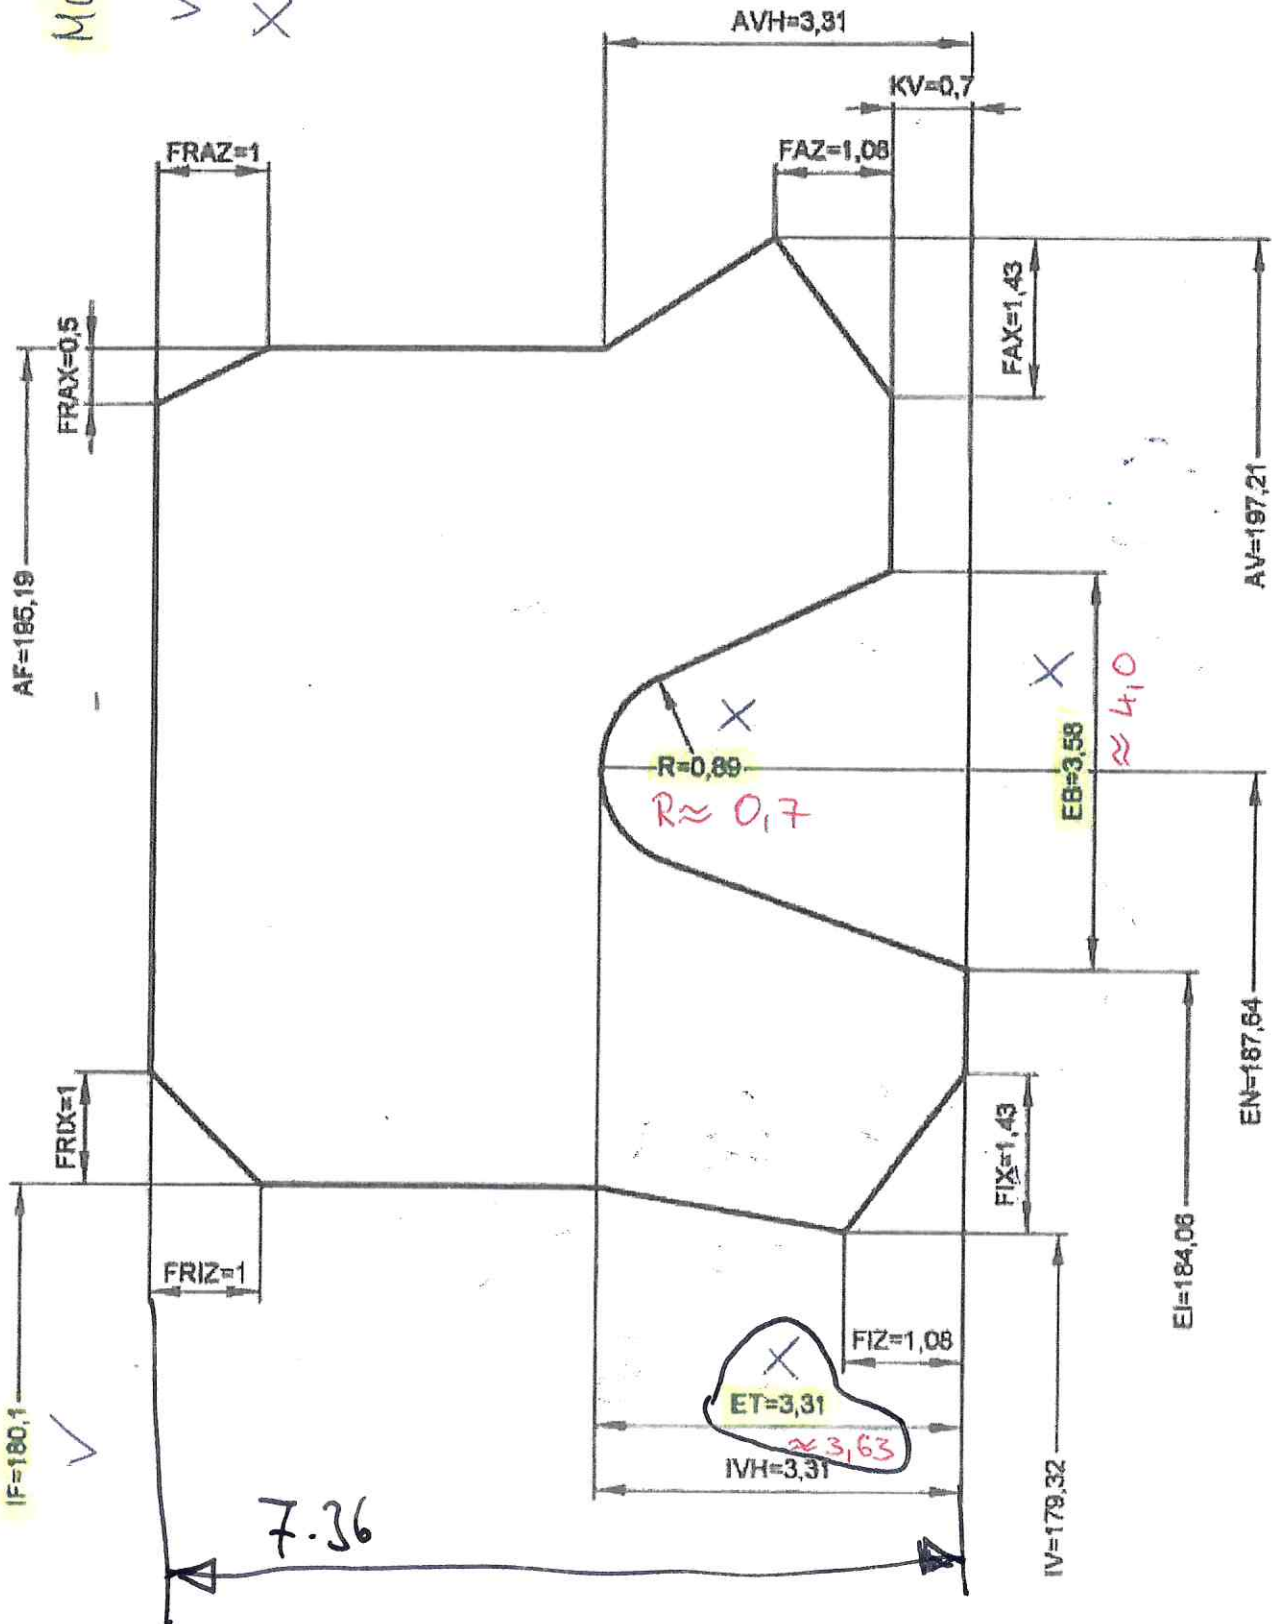 AVH=3,31
KV=0,7
FRAZ=1
FAZ=1,08
FRAX=0,5
FAX=1,43
AF=195,19
AV=197,21
X
R=0,89
R≈ 0,7
X
EB=3,58
≈ 4,0
FRIX=1
FIX=1,43
EN=187,64
EI=184,06
FRIZ=1
FIZ=1,08
IF=180,1
X
ET=3,31
≈ 3,63
IVH=3,31
IV=179,32
7.36